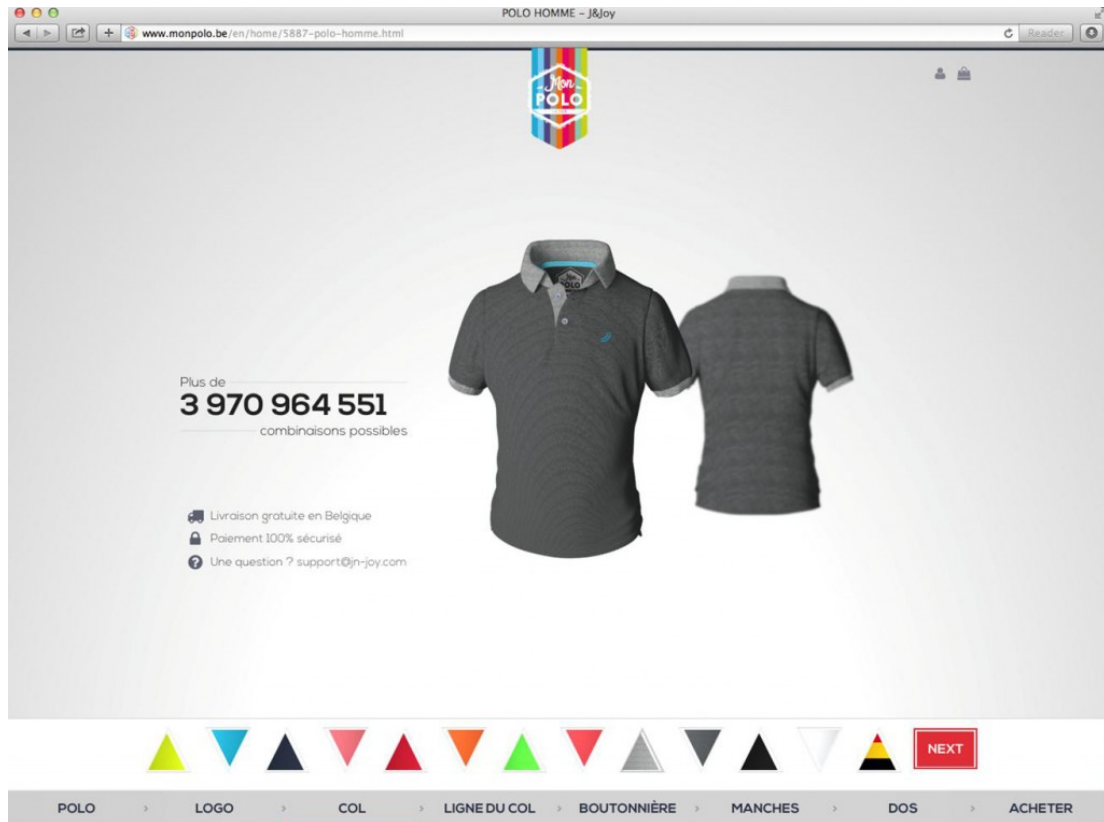 POLO HOMME – J&Joy
www.monpolo.be/en/home/5887-polo-homme.html
Reader
Mon
POLO
Mon
POLO
Plus de
3 970 964 551
combinaisons possibles
Livraison gratuite en Belgique
Paiement 100% sécurisé
Une question ? support@jn-joy.com
NEXT
POLO > LOGO > COL > LIGNE DU COL > BOUTONNIÈRE > MANCHES > DOS > ACHETER